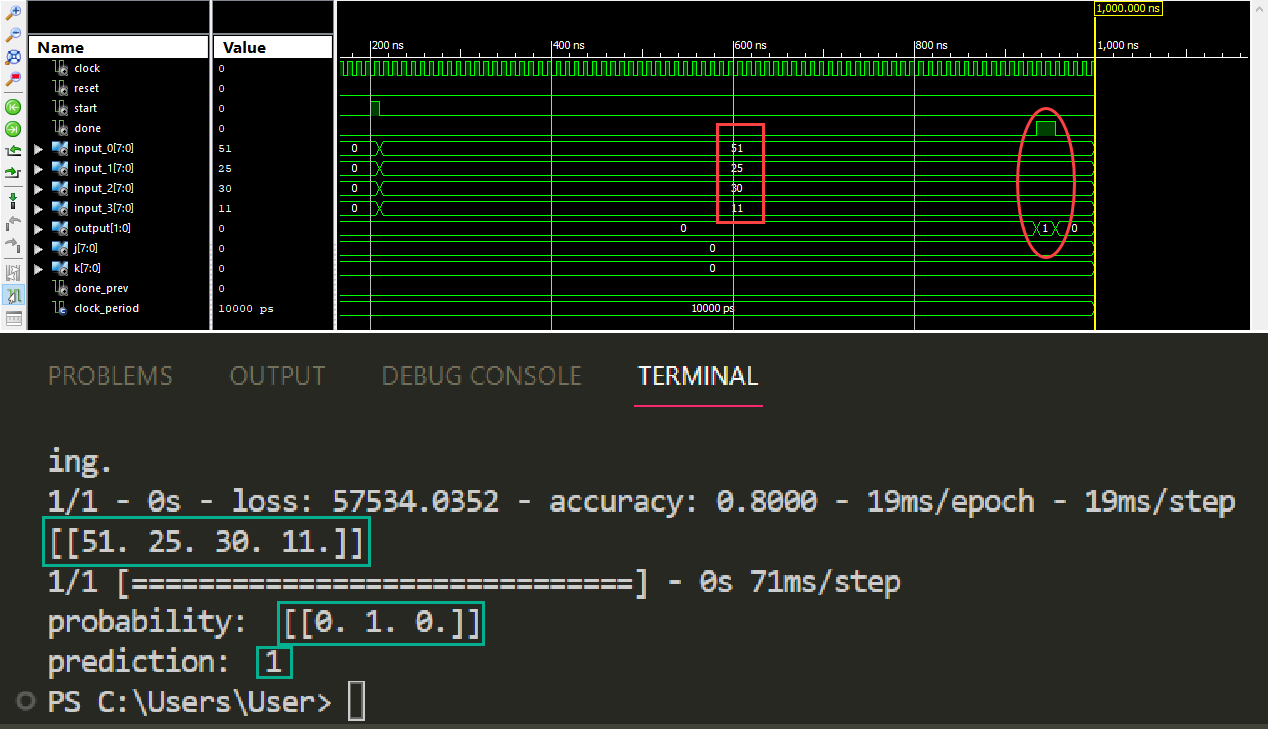 1,000.000 ns
Name Value
200 ns 400 ns 600 ns 800 ns 1,000 ns
clock 0
reset 0
start 0
done 0
input_0[7:0] 51 0 51
input_1[7:0] 25 0 25
input_2[7:0] 30 0 30
input_3[7:0] 11 0 11
output[1:0] 0 0 1 0
j[7:0] 0 0
k[7:0] 0 0
done_prev 0
clock_period 10000 ps 10000 ps
PROBLEMS OUTPUT DEBUG CONSOLE TERMINAL
ing.
1/1 - 0s - loss: 57534.0352 - accuracy: 0.8000 - 19ms/epoch - 19ms/step
[[51. 25. 30. 11.]]
1/1 [==============================] - 0s 71ms/step
probability: [[0. 1. 0.]]
prediction: 1
PS C:\Users\User>